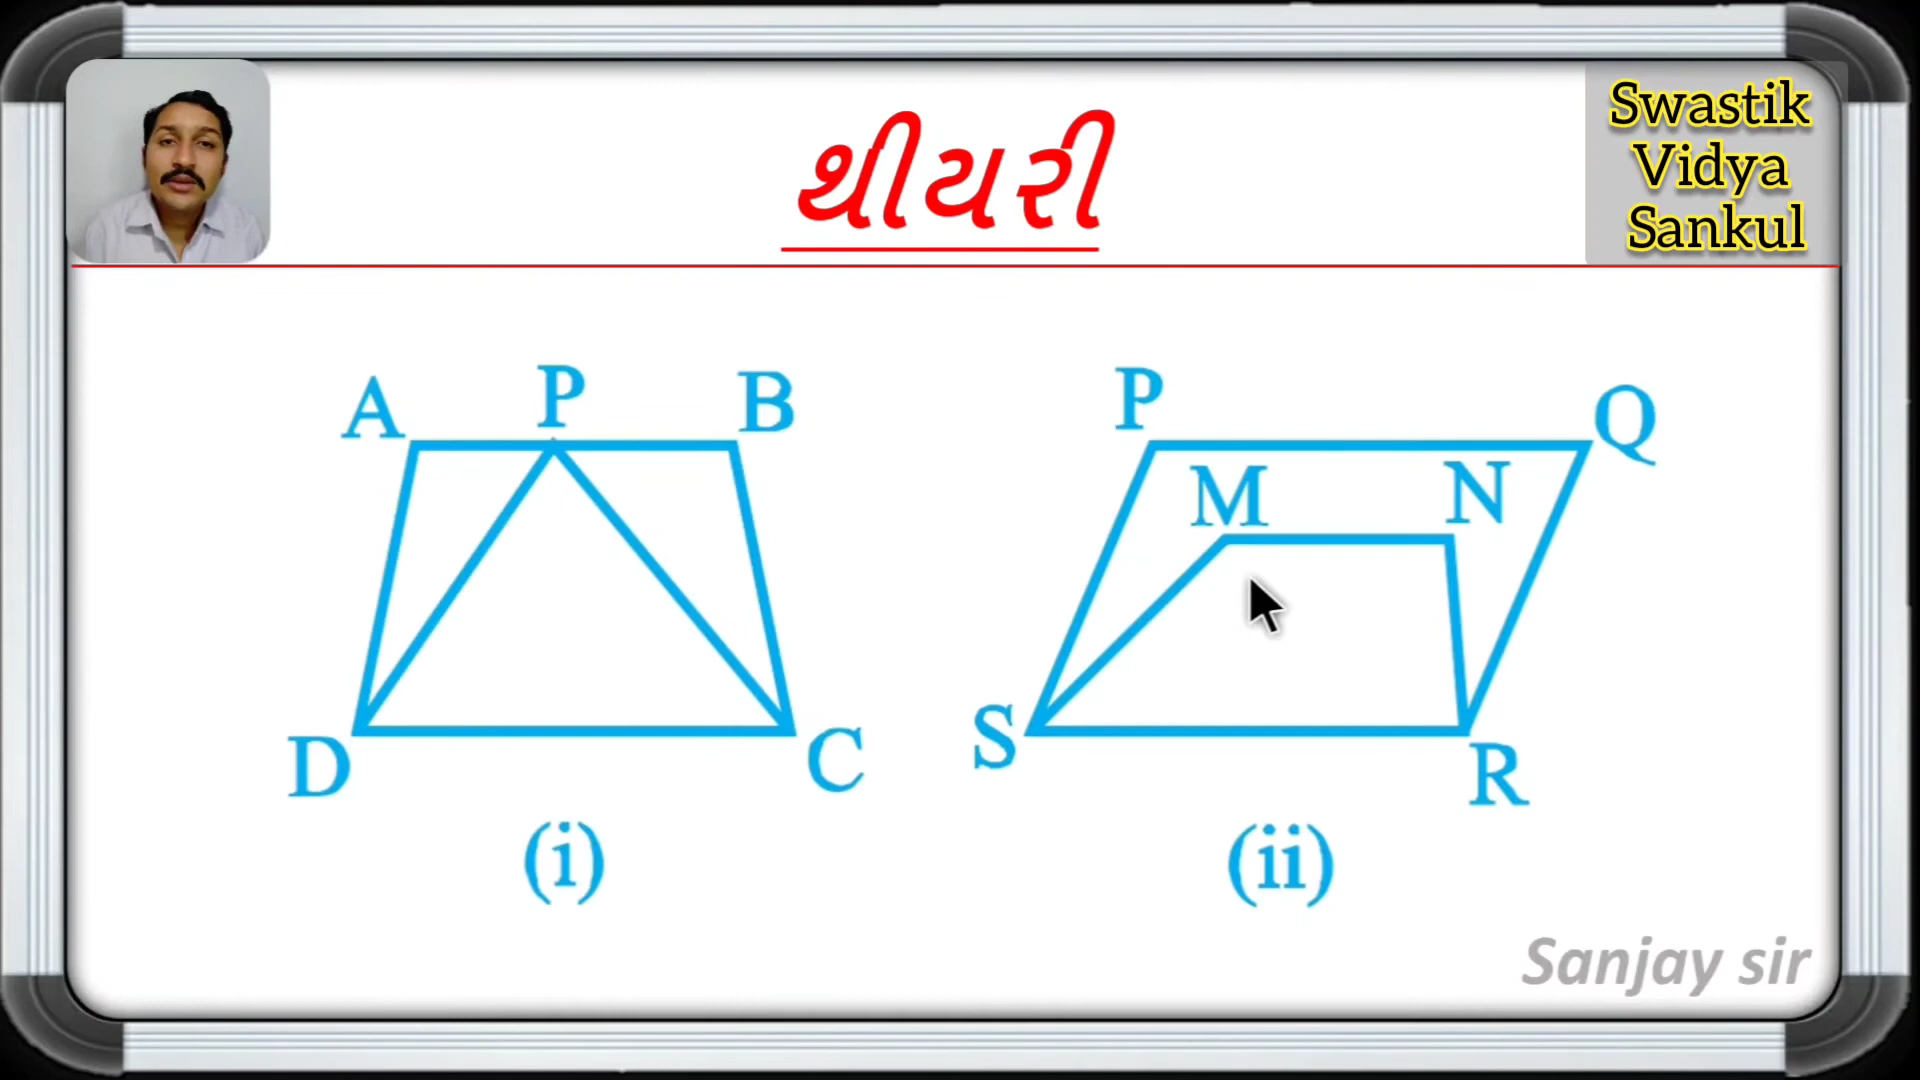 થીયરી
Swastik
Vidya
Sankul
A P B
D C
(i)
P Q
M N
S R
(ii)
Sanjay sir